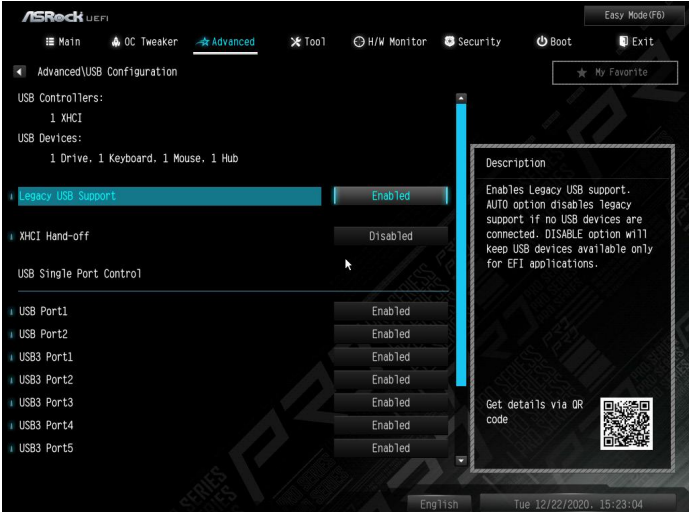 ASRock UEFI
Easy Mode(F6)
Main OC Tweaker Advanced Tool H/W Monitor Security Boot Exit
Advanced\USB Configuration
My Favorite
USB Controllers:
1 XHCI
USB Devices:
1 Drive, 1 Keyboard, 1 Mouse, 1 Hub
Legacy USB Support Enabled
XHCI Hand-off Disabled
USB Single Port Control
USB Port1 Enabled
USB Port2 Enabled
USB3 Port1 Enabled
USB3 Port2 Enabled
USB3 Port3 Enabled
USB3 Port4 Enabled
USB3 Port5 Enabled
Description
Enables Legacy USB
support.
AUTO option disables legacy
support if no USB devices are
connected. DISABLE option will
keep USB devices available only
for EFI applications.
Get details via QR
code
English
Tue 12/22/2020, 15:23:04